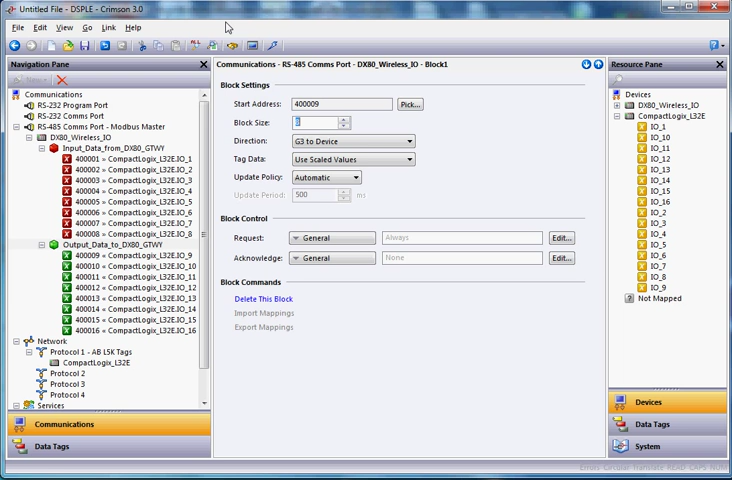 Untitled File - DSPLE - Crimson 3.0
File Edit View Go Link Help
Navigation Pane
New
Communications
RS-232 Program Port
RS-232 Comms Port
RS-485 Comms Port - Modbus Master
DX80_Wireless_IO
Input_Data_from_DX80_GTWY
400001 » CompactLogix_L32E.IO_1
400002 » CompactLogix_L32E.IO_2
400003 » CompactLogix_L32E.IO_3
400004 » CompactLogix_L32E.IO_4
400005 » CompactLogix_L32E.IO_5
400006 » CompactLogix_L32E.IO_6
400007 » CompactLogix_L32E.IO_7
400008 » CompactLogix_L32E.IO_8
Output_Data_to_DX80_GTWY
400009 « CompactLogix_L32E.IO_9
400010 « CompactLogix_L32E.IO_10
400011 « CompactLogix_L32E.IO_11
400012 « CompactLogix_L32E.IO_12
400013 « CompactLogix_L32E.IO_13
400014 « CompactLogix_L32E.IO_14
400015 « CompactLogix_L32E.IO_15
400016 « CompactLogix_L32E.IO_16
Network
Protocol 1 - AB L5K Tags
CompactLogix_L32E
Protocol 2
Protocol 3
Protocol 4
Services
Communications
Data Tags
Communications - RS-485 Comms Port - DX80_Wireless_IO - Block1
Block Settings
Start Address: 400009 Pick...
Block Size: 8
Direction: G3 to Device
Tag Data: Use Scaled Values
Update Policy: Automatic
Update Period: 500 ms
Block Control
Request: General Always Edit...
Acknowledge: General None Edit...
Block Commands
Delete This Block
Import Mappings
Export Mappings
Resource Pane
Devices
DX80_Wireless_IO
CompactLogix_L32E
IO_1
IO_10
IO_11
IO_12
IO_13
IO_14
IO_15
IO_16
IO_2
IO_3
IO_4
IO_5
IO_6
IO_7
IO_8
IO_9
Not Mapped
Devices
Data Tags
System
Errors Circular Translate READ CAPS NUM